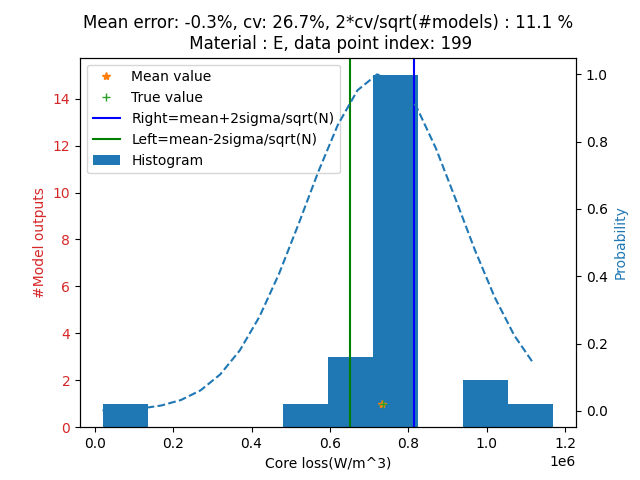 Mean error: -0.3%, cv: 26.7%, 2*cv/sqrt(#models) : 11.1 %
Material : E, data point index: 199
Mean value
True value
Right=mean+2sigma/sqrt(N)
Left=mean-2sigma/sqrt(N)
Histogram
#Model outputs
14
12
10
8
6
4
2
0
1.0
0.8
0.6
0.4
0.2
0.0
Probability
0.0 0.2 0.4 0.6 0.8 1.0 1.2
1e6
Core loss(W/m^3)